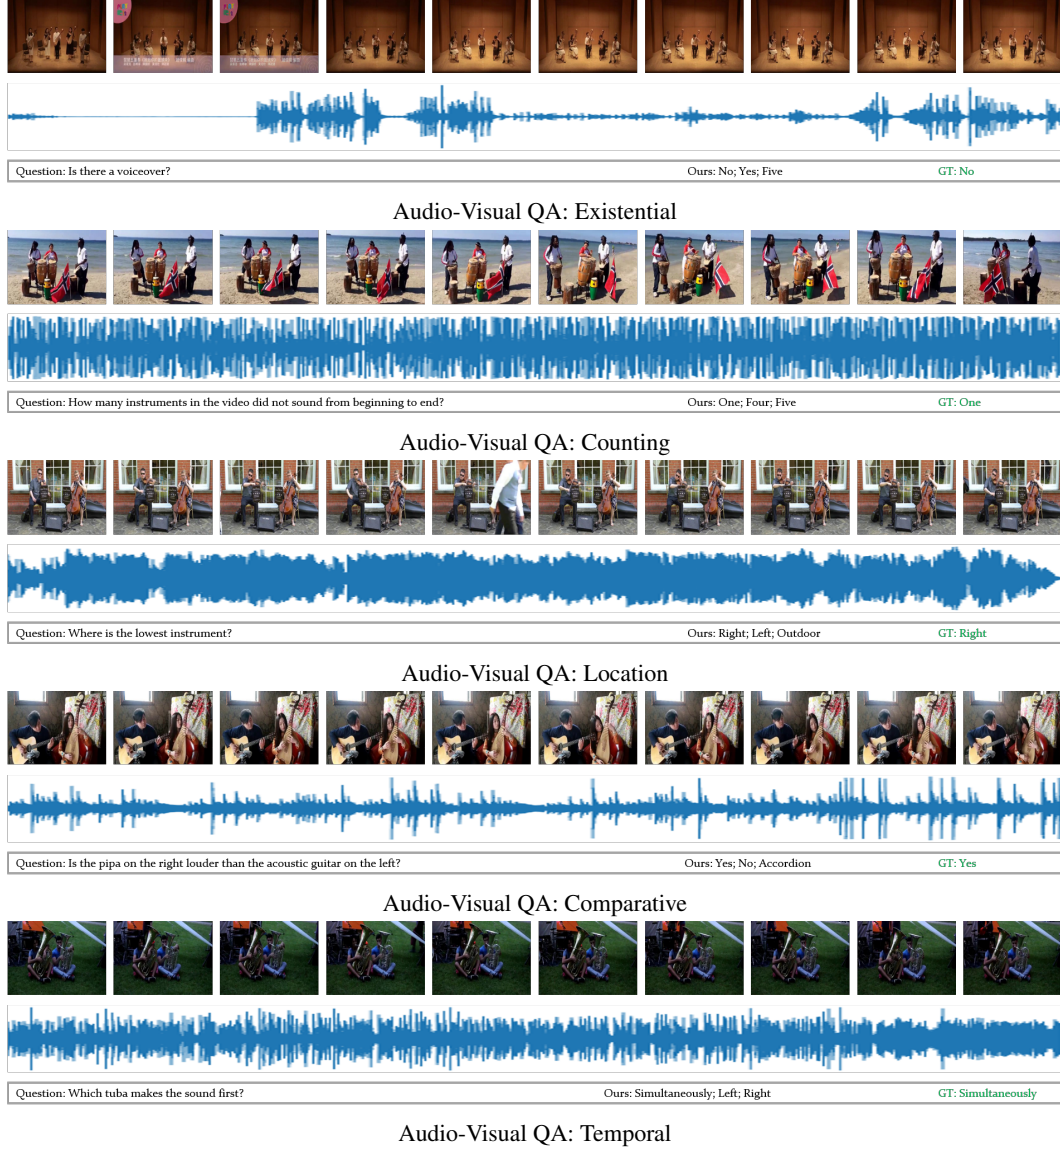 Question: Is there a voiceover? Ours: No; Yes; Five GT: No
Audio-Visual QA: Existential
Question: How many instruments in the video did not sound from beginning to end? Ours: One; Four; Five GT: One
Audio-Visual QA: Counting
Question: Where is the lowest instrument? Ours: Right; Left; Outdoor GT: Right
Audio-Visual QA: Location
Question: Is the pipa on the right louder than the acoustic guitar on the left? Ours: Yes; No; Accordion GT: Yes
Audio-Visual QA: Comparative
Question: Which tuba makes the sound first? Ours: Simultaneously; Left; Right GT: Simultaneously
Audio-Visual QA: Temporal